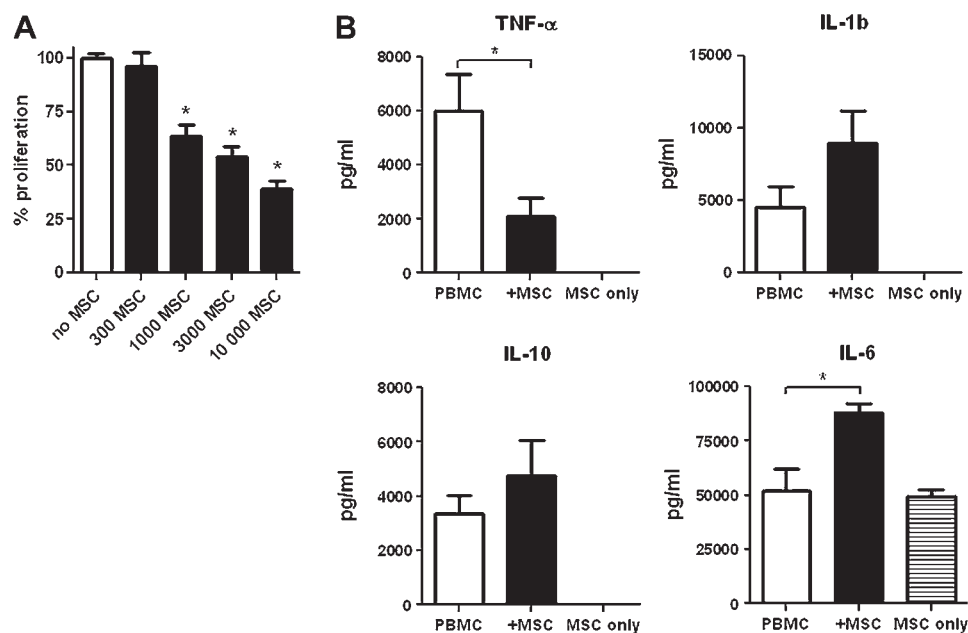 A
% proliferation
100
75
50
25
0
*
*
*
no MSC
300 MSC
1000 MSC
3000 MSC
10 000 MSC
B
TNF-α
pg/ml
8000
6000
4000
2000
0
*
PBMC +MSC MSC only
IL-1b
pg/ml
15000
10000
5000
0
PBMC +MSC MSC only
IL-10
pg/ml
8000
6000
4000
2000
0
PBMC +MSC MSC only
IL-6
pg/ml
100000
75000
50000
25000
0
*
PBMC +MSC MSC only